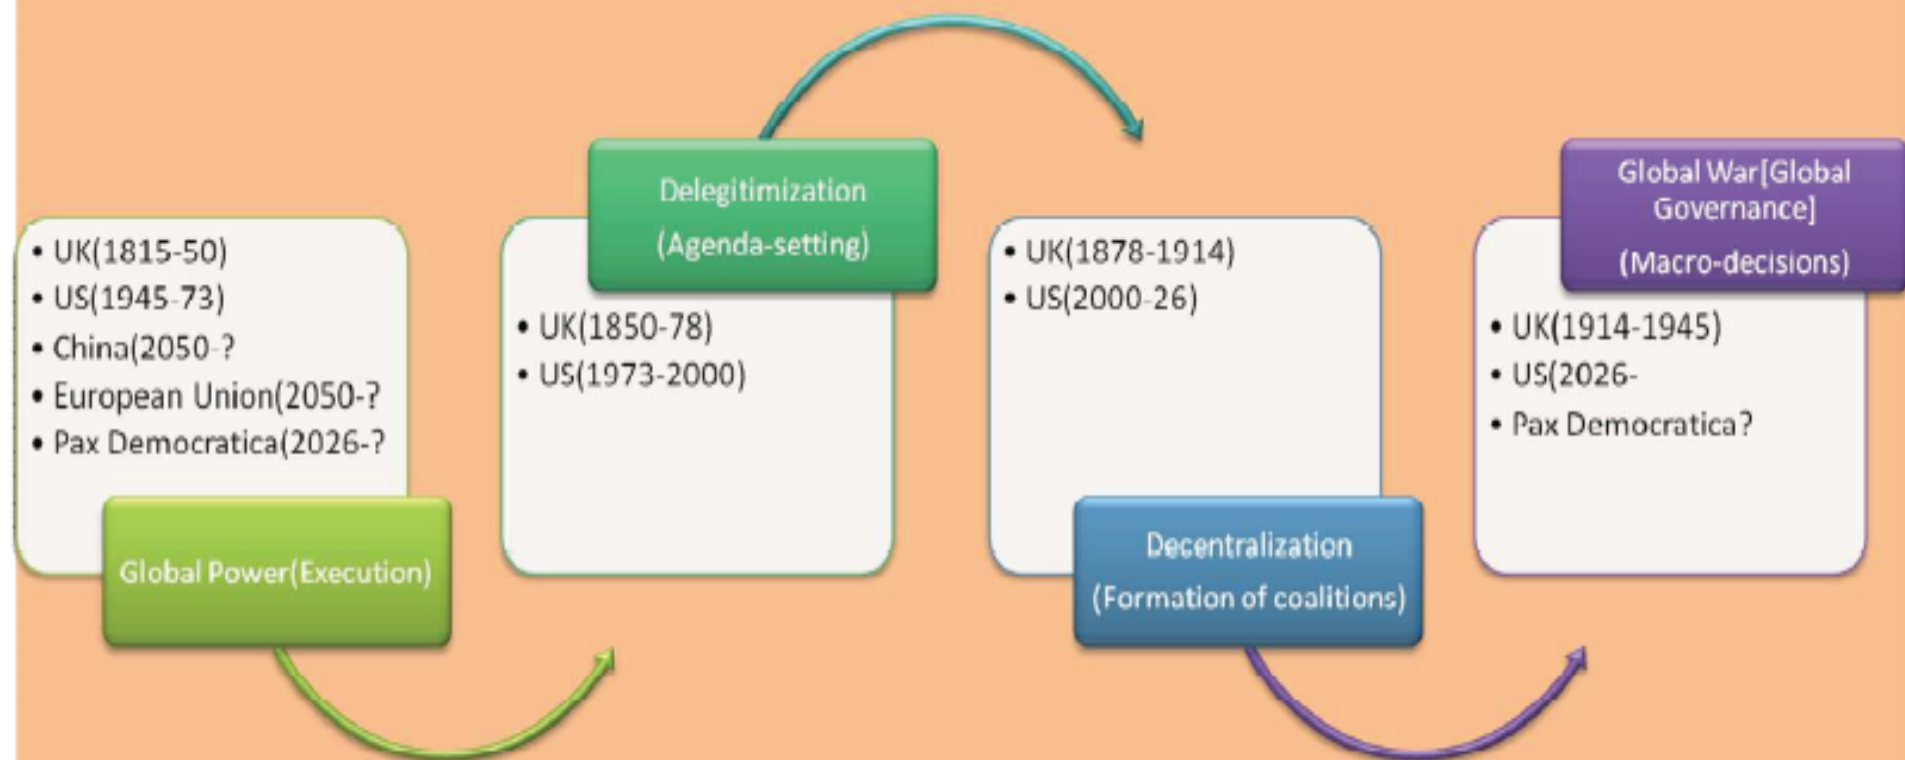 • UK(1815-50)
• US(1945-73)
• China(2050-?
• European Union(2050-?
• Pax Democratica(2026-?
Global Power(Execution)
Delegitimization
(Agenda-setting)
• UK(1850-78)
• US(1973-2000)
• UK(1878-1914)
• US(2000-26)
Decentralization
(Formation of coalitions)
Global War[Global
Governance]
(Macro-decisions)
• UK(1914-1945)
• US(2026-
• Pax Democratica?